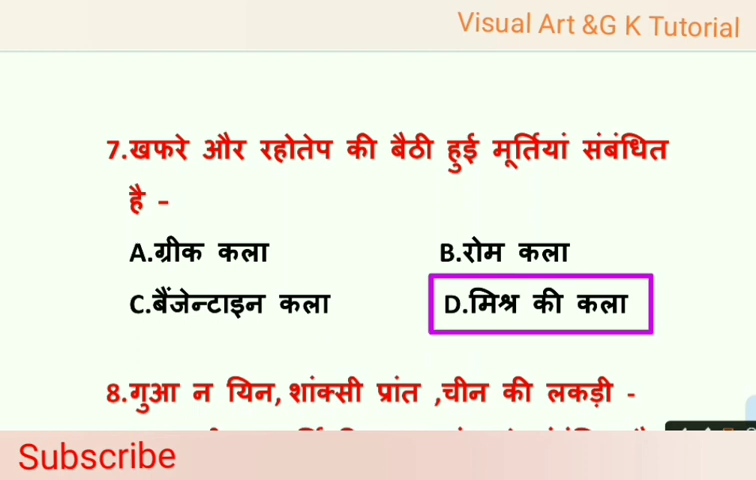 Visual Art &G K Tutorial
7.खफरे और रहोतेप की बैठी हुई मूर्तियां संबंधित
है -
A.ग्रीक कला B.रोम कला
C.बैंजेन्टाइन कला D.मिश्र की कला
8.गुआ न यिन, शांक्सी प्रांत ,चीन की लकड़ी -
Subscribe